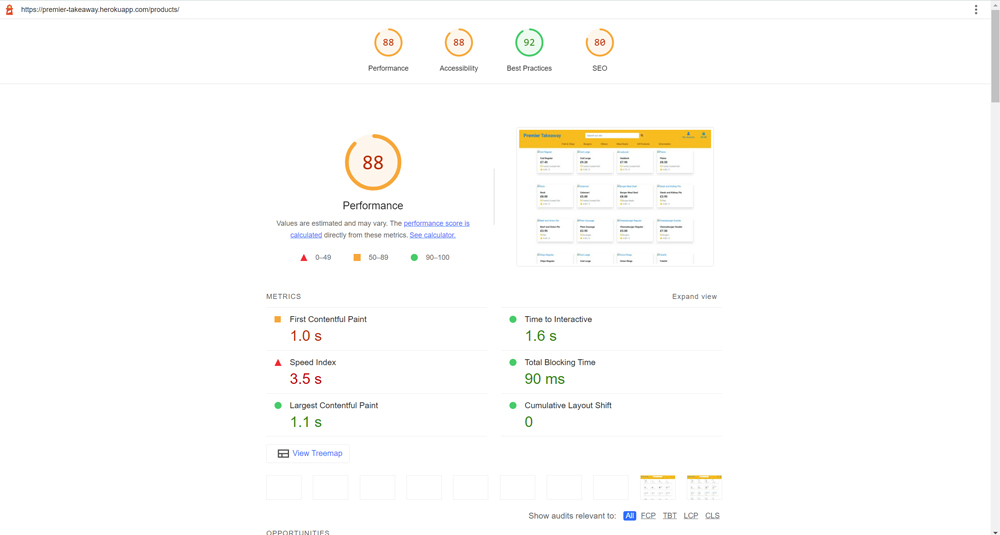 https://premier-takeaway.herokuapp.com/products/
88
88
92
80
Performance
Accessibility
Best Practices
SEO
88
Performance
Values are estimated and may vary. The performance score is
calculated directly from these metrics. See calculator.
0–49
50–89
90–100
Premier Takeaway
METRICS
Expand view
First Contentful Paint
1.0 s
Time to Interactive
1.6 s
Speed Index
3.5 s
Total Blocking Time
90 ms
Largest Contentful Paint
1.1 s
Cumulative Layout Shift
0
View Treemap
Show audits relevant to: All FCP TBT LCP CLS
OPPORTUNITIES